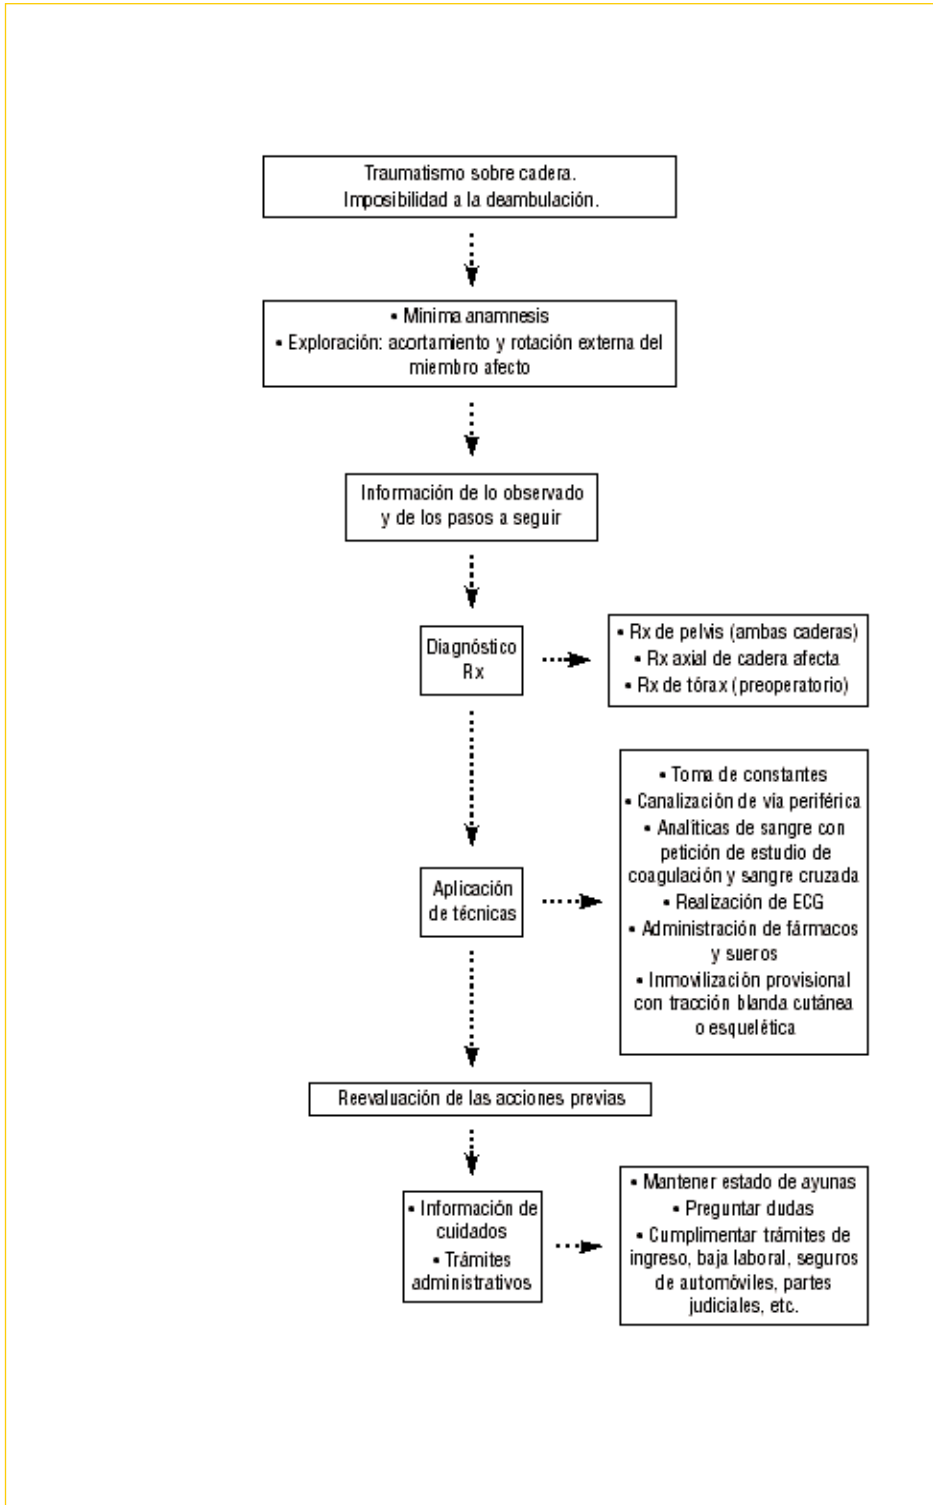 Traumatismo sobre cadera.
Imposibilidad a la deambulación.
▪ Mínima anamnesis
▪ Exploración: acortamiento y rotación externa del
miembro afecto
Información de lo observado
y de los pasos a seguir
Diagnóstico
Rx
▪ Rx de pelvis (ambas caderas)
▪ Rx axial de cadera afecta
▪ Rx de tórax (preoperatorio)
Aplicación
de técnicas
▪ Toma de constantes
▪ Canalización de vía periférica
▪ Analíticas de sangre con
petición de estudio de
coagulación y sangre cruzada
▪ Realización de ECG
▪ Administración de fármacos
y sueros
▪ Inmovilización provisional
con tracción blanda cutánea
o esquelética
Reevaluación de las acciones previas
▪ Información de
cuidados
▪ Trámites
administrativos
▪ Mantener estado de ayunas
▪ Preguntar dudas
▪ Cumplimentar trámites de
ingreso, baja laboral, seguros
de automóviles, partes
judiciales, etc.